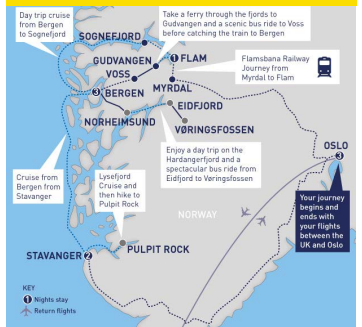 Day trip cruise
from Bergen
to Sognefjord
Take a ferry through the fjords to
Gudvangen and a scenic bus ride to Voss
before catching the train to Bergen
SOGNEFJORD
GUDVANGEN
1 FLAM
VOSS
Flamsbana Railway
Journey from
Myrdal to Flam
3 BERGEN
MYRDAL
EIDFJORD
NORHEIMSUND
VØRINGSFOSSEN
OSLO
3
Cruise from
Bergen from
Stavanger
Enjoy a day trip on the
Hardangerfjord and a
spectacular bus ride from
Eidfjord to Vøringsfossen
Lysefjord
Cruise and
then hike to
Pulpit Rock
Your journey
begins and
ends with
your flights
between the
UK and Oslo
NORWAY
PULPIT ROCK
STAVANGER 2
KEY
1 Nights stay
Return flights